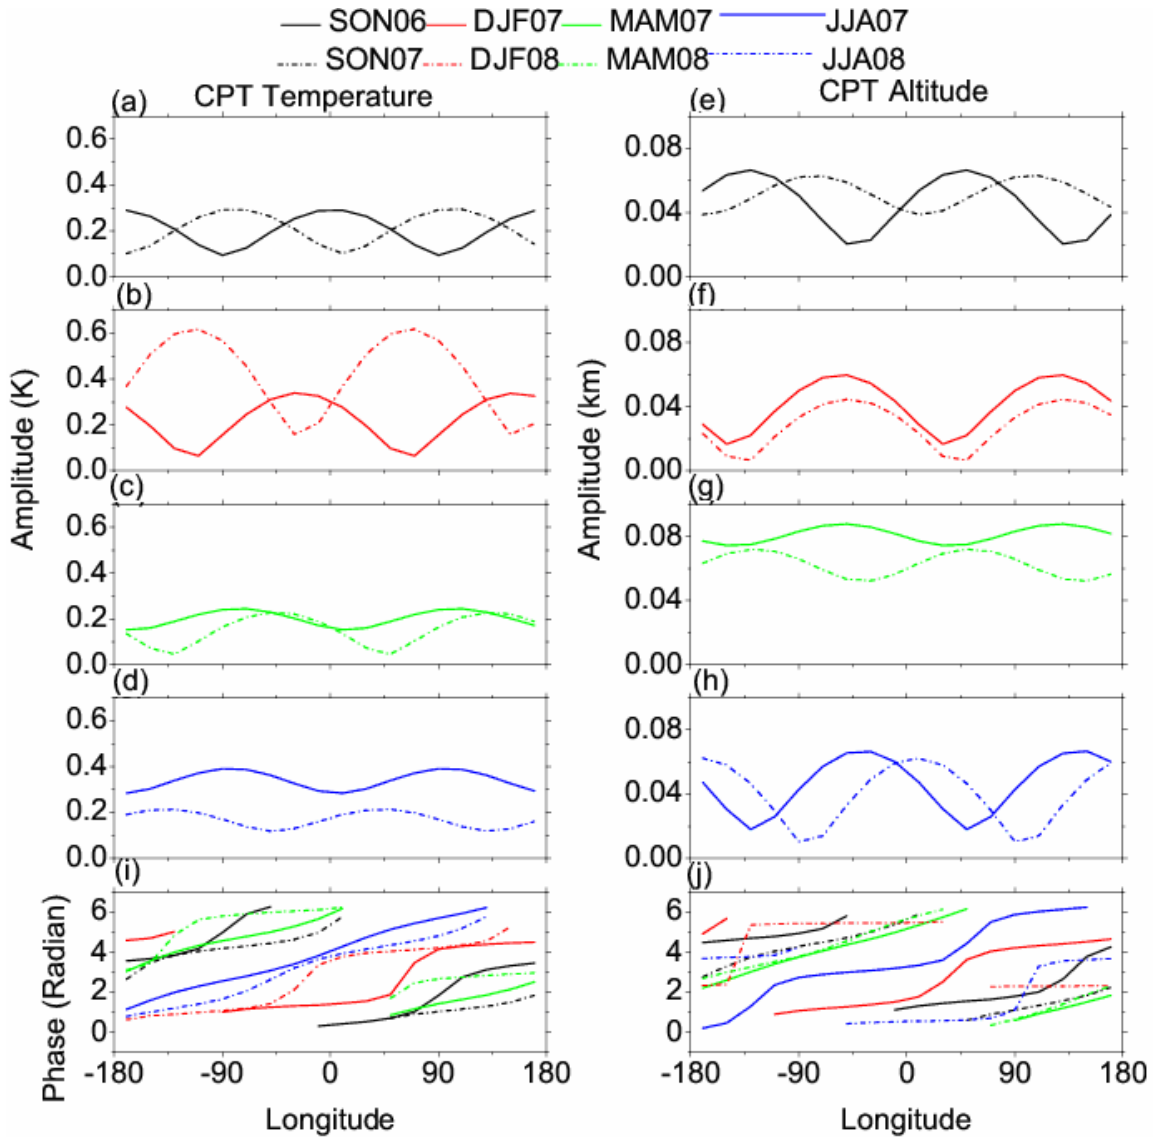 SON06 DJF07 MAM07 JJA07
SON07 DJF08 MAM08 JJA08
(a) CPT Temperature
(e) CPT Altitude
0.6
0.4
0.2
0.0
0.08
0.04
0.00
(b)
(f)
0.6
0.4
0.2
0.0
0.08
0.04
0.00
(c)
(g)
0.6
0.4
0.2
0.0
0.08
0.04
0.00
(d)
(h)
0.6
0.4
0.2
0.0
0.08
0.04
0.00
Amplitude (K)
Amplitude (km)
(i)
(j)
6
4
2
0
6
4
2
0
Phase (Radian)
-180 -90 0 90 180
-180 -90 0 90 180
Longitude
Longitude